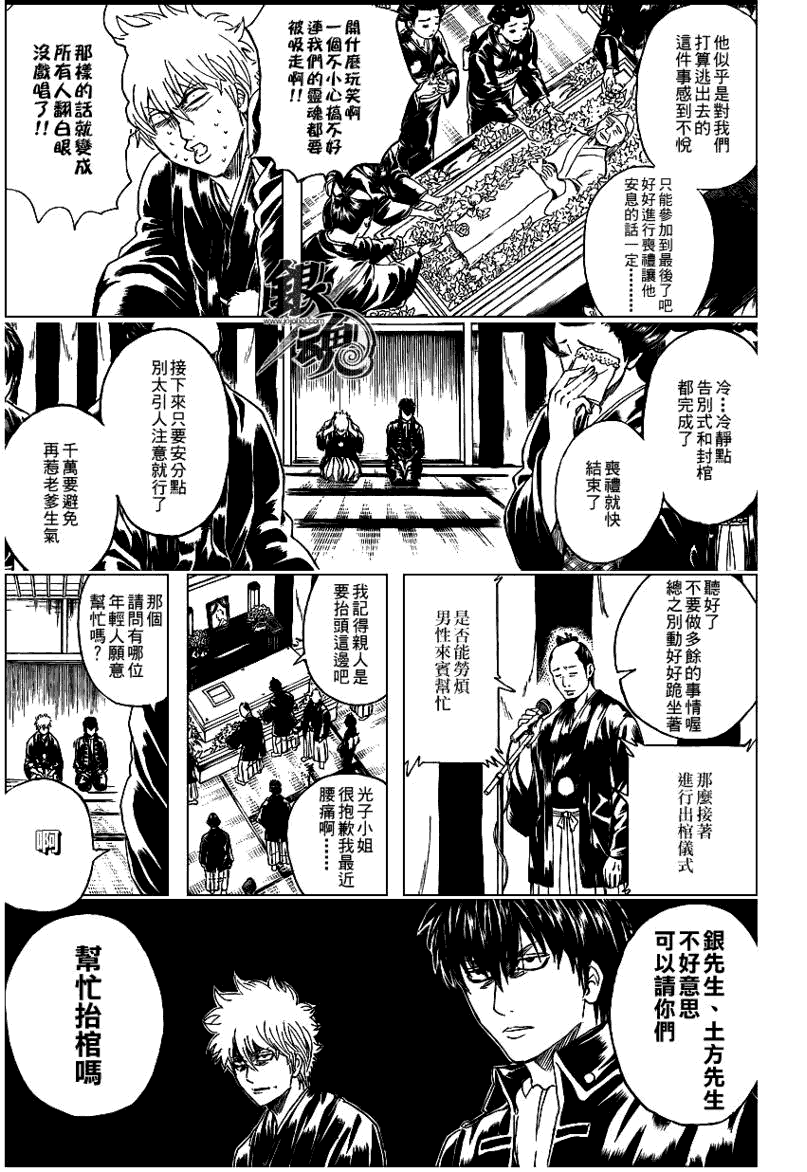 他似乎是對我們
打算逃出去的
這件事感到不悅
只能參加到最後了吧
好好進行喪禮讓他
安息的話一定………
開什麼玩笑啊
一個不小心搞不好
連我們的靈魂都要
被吸走啊!!
那樣的話就變成
所有人翻白眼
沒戲唱了!!
銀魂
冷…冷靜點
告別式和封棺
都完成了
喪禮就快
結束了
接下來只要安分點
別太引人注意就行了
千萬要避免
再惹老爹生氣
聽好了
不要做多餘的事情喔
總之別動好好跪坐著
那麼接著
進行出棺儀式
是否能勞煩
男性來賓幫忙
我記得親人是
要抬頭這邊吧
光子小姐
很抱歉我最近
腰痛啊………
那個
請問有哪位
年輕人願意
幫忙嗎?
啊
銀先生、土方先生
不好意思
可以請你們
幫忙抬棺嗎